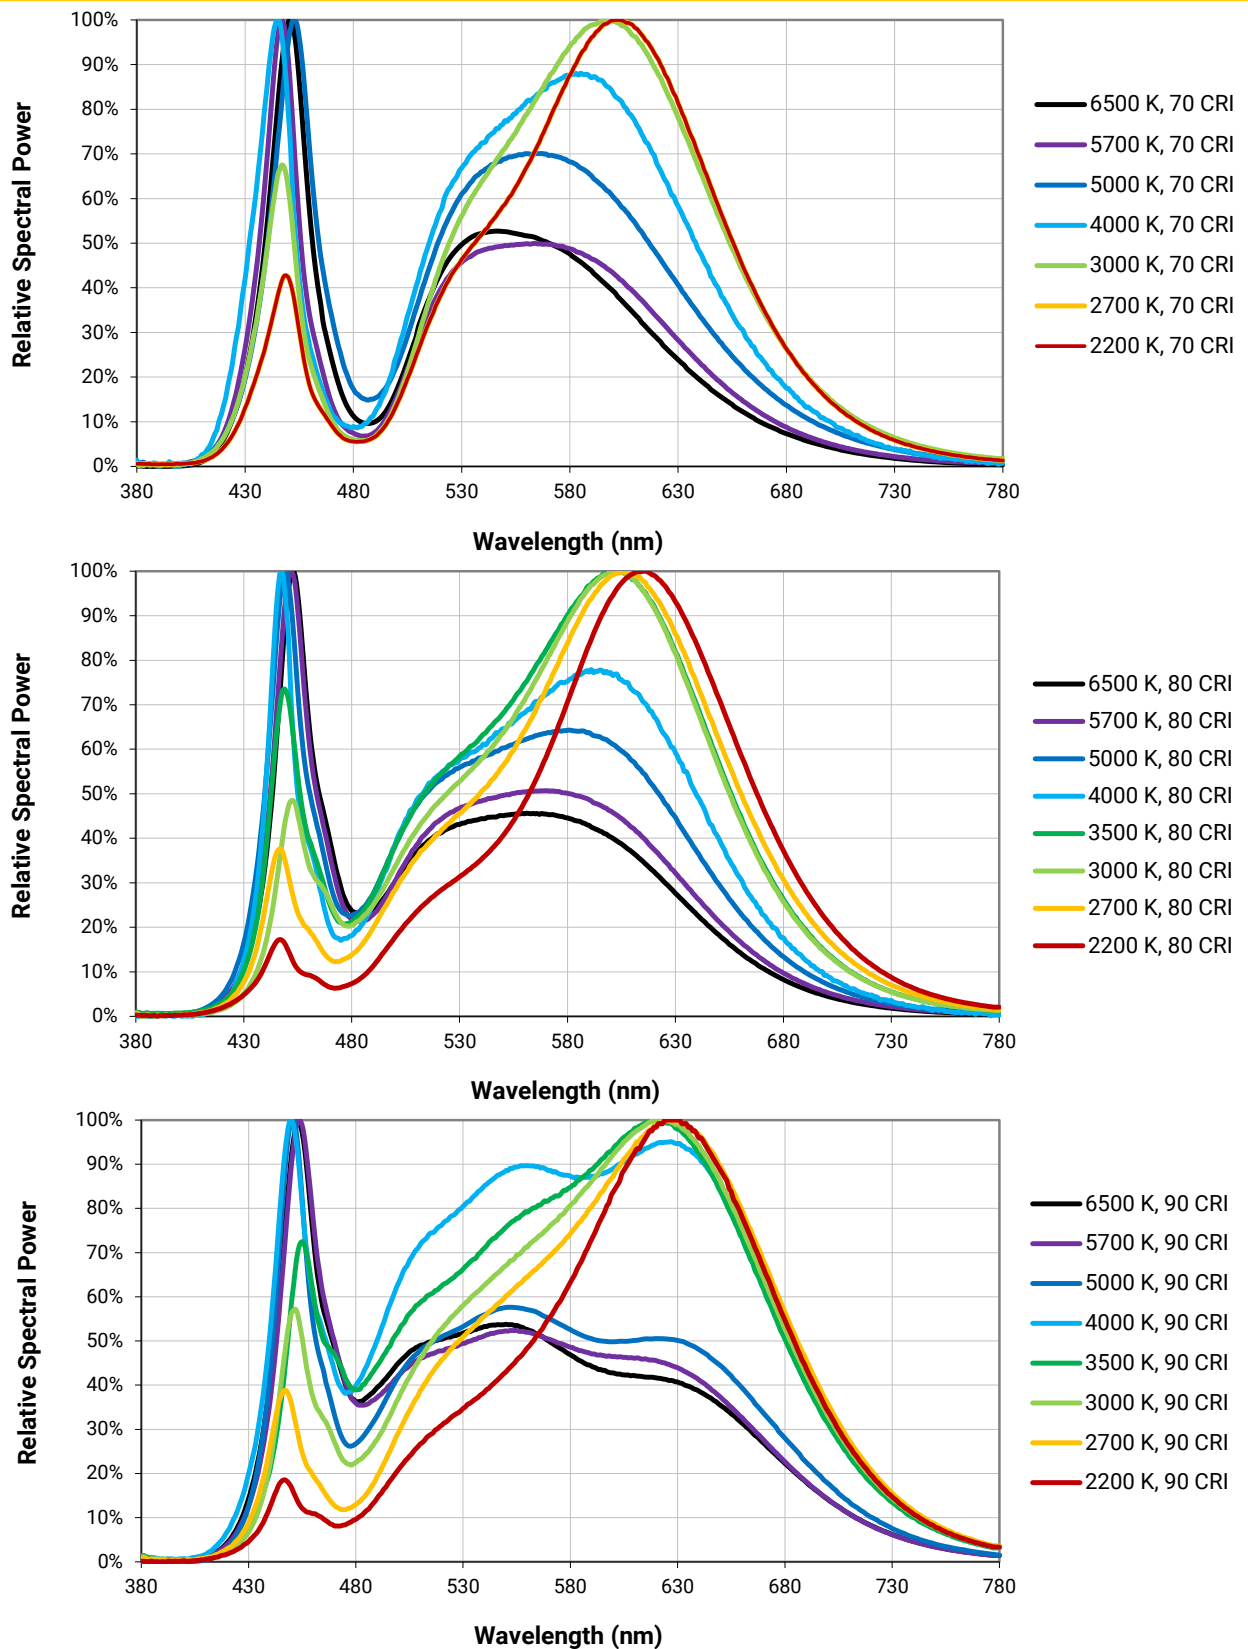 100%
90%
80%
70%
60%
50%
40%
30%
20%
10%
0%
Relative Spectral Power
380 430 480 530 580 630 680 730 780
Wavelength (nm)
6500 K, 70 CRI
5700 K, 70 CRI
5000 K, 70 CRI
4000 K, 70 CRI
3000 K, 70 CRI
2700 K, 70 CRI
2200 K, 70 CRI
100%
90%
80%
70%
60%
50%
40%
30%
20%
10%
0%
Relative Spectral Power
380 430 480 530 580 630 680 730 780
Wavelength (nm)
6500 K, 80 CRI
5700 K, 80 CRI
5000 K, 80 CRI
4000 K, 80 CRI
3500 K, 80 CRI
3000 K, 80 CRI
2700 K, 80 CRI
2200 K, 80 CRI
100%
90%
80%
70%
60%
50%
40%
30%
20%
10%
0%
Relative Spectral Power
380 430 480 530 580 630 680 730 780
Wavelength (nm)
6500 K, 90 CRI
5700 K, 90 CRI
5000 K, 90 CRI
4000 K, 90 CRI
3500 K, 90 CRI
3000 K, 90 CRI
2700 K, 90 CRI
2200 K, 90 CRI